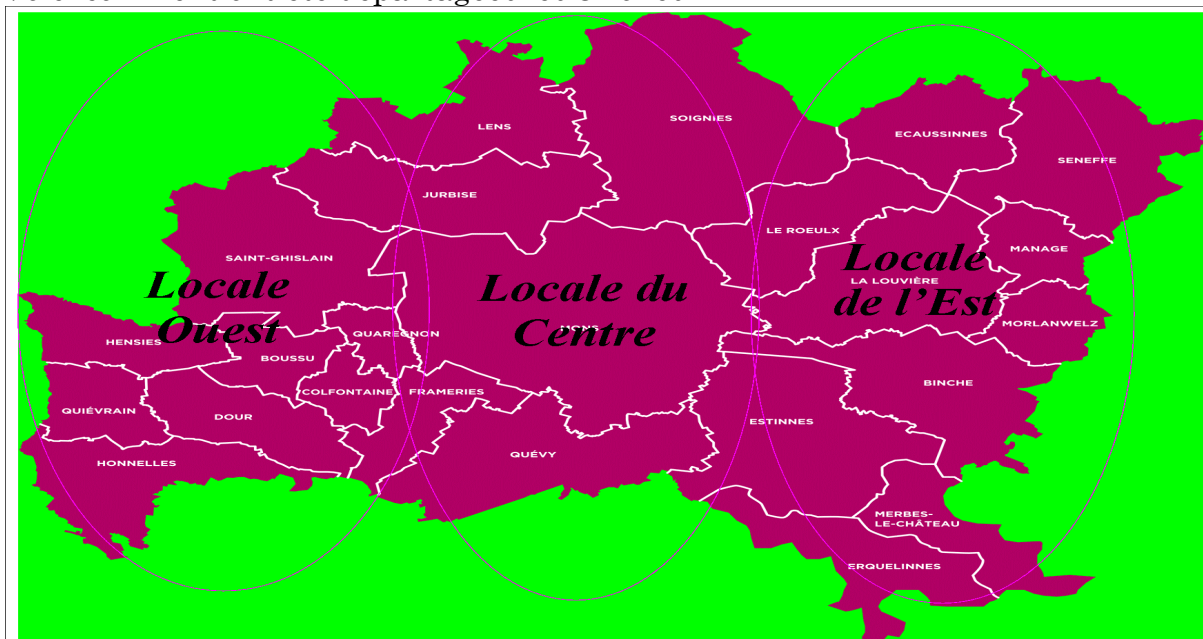 LENS
SOIGNIES
ECAUSSINNES
SENEFFE
JURBISE
LE ROEULX
MANAGE
SAINT-GHISLAIN
Locale
Ouest
Locale du
Centre
Locale
de l’Est
LA LOUVIÈRE
MORLANWELZ
HENSIES
BOUSSU
QUAREGNON
MONS
BINCHE
QUIÉVRAIN
DOUR
COLFONTAINE
FRAMERIES
ESTINNES
HONNELLES
QUÉVY
MERBES-
LE-CHÂTEAU
ERQUELINNES